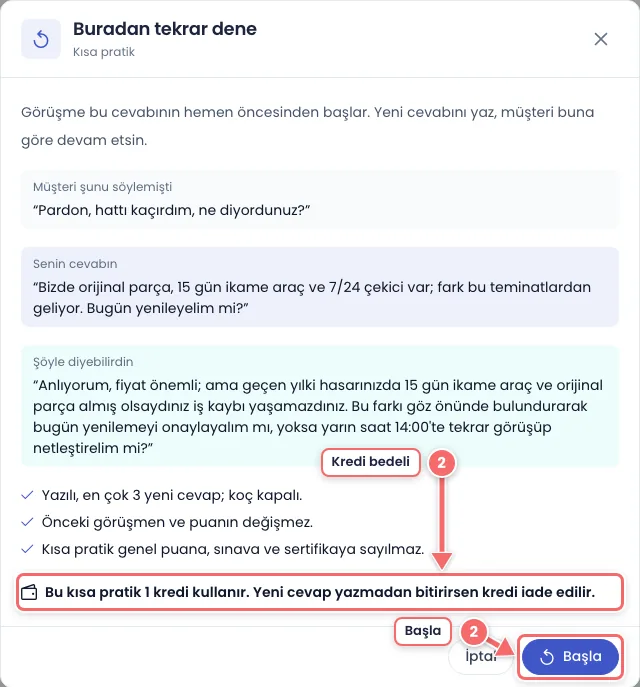 Buradan tekrar dene
Kısa pratik
Görüşme bu cevabının hemen öncesinden başlar. Yeni cevabını yaz, müşteri buna
göre devam etsin.
Müşteri şunu söylemişti
“Pardon, hattı kaçırdım, ne diyordunuz?”
Senin cevabın
“Bizde orijinal parça, 15 gün ikame araç ve 7/24 çekici var; fark bu teminatlardan
geliyor. Bugün yenileyelim mi?”
Şöyle diyebilirdin
“Anlıyorum, fiyat önemli; ama geçen yılki hasarınızda 15 gün ikame araç ve orijinal
parça almış olsaydınız iş kaybı yaşamazdınız. Bu farkı göz önünde bulundurarak
bugün yenilemeyi onaylayalım mı, yoksa yarın saat 14:00'te tekrar görüşüp
netleştirelim mi?”
Kredi bedeli 2
Yazılı, en çok 3 yeni cevap; koç kapalı.
Önceki görüşmen ve puanın değişmez.
Kısa pratik genel puana, sınava ve sertifikaya sayılmaz.
Bu kısa pratik 1 kredi kullanır. Yeni cevap yazmadan bitirirsen kredi iade edilir.
Başla 2
İptal
Başla